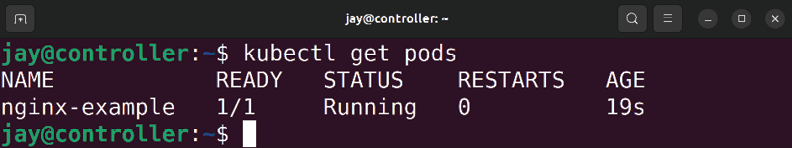 jay@controller: ~
jay@controller:~$ kubectl get pods
NAME READY STATUS RESTARTS AGE
nginx-example 1/1 Running 0 19s
jay@controller:~$